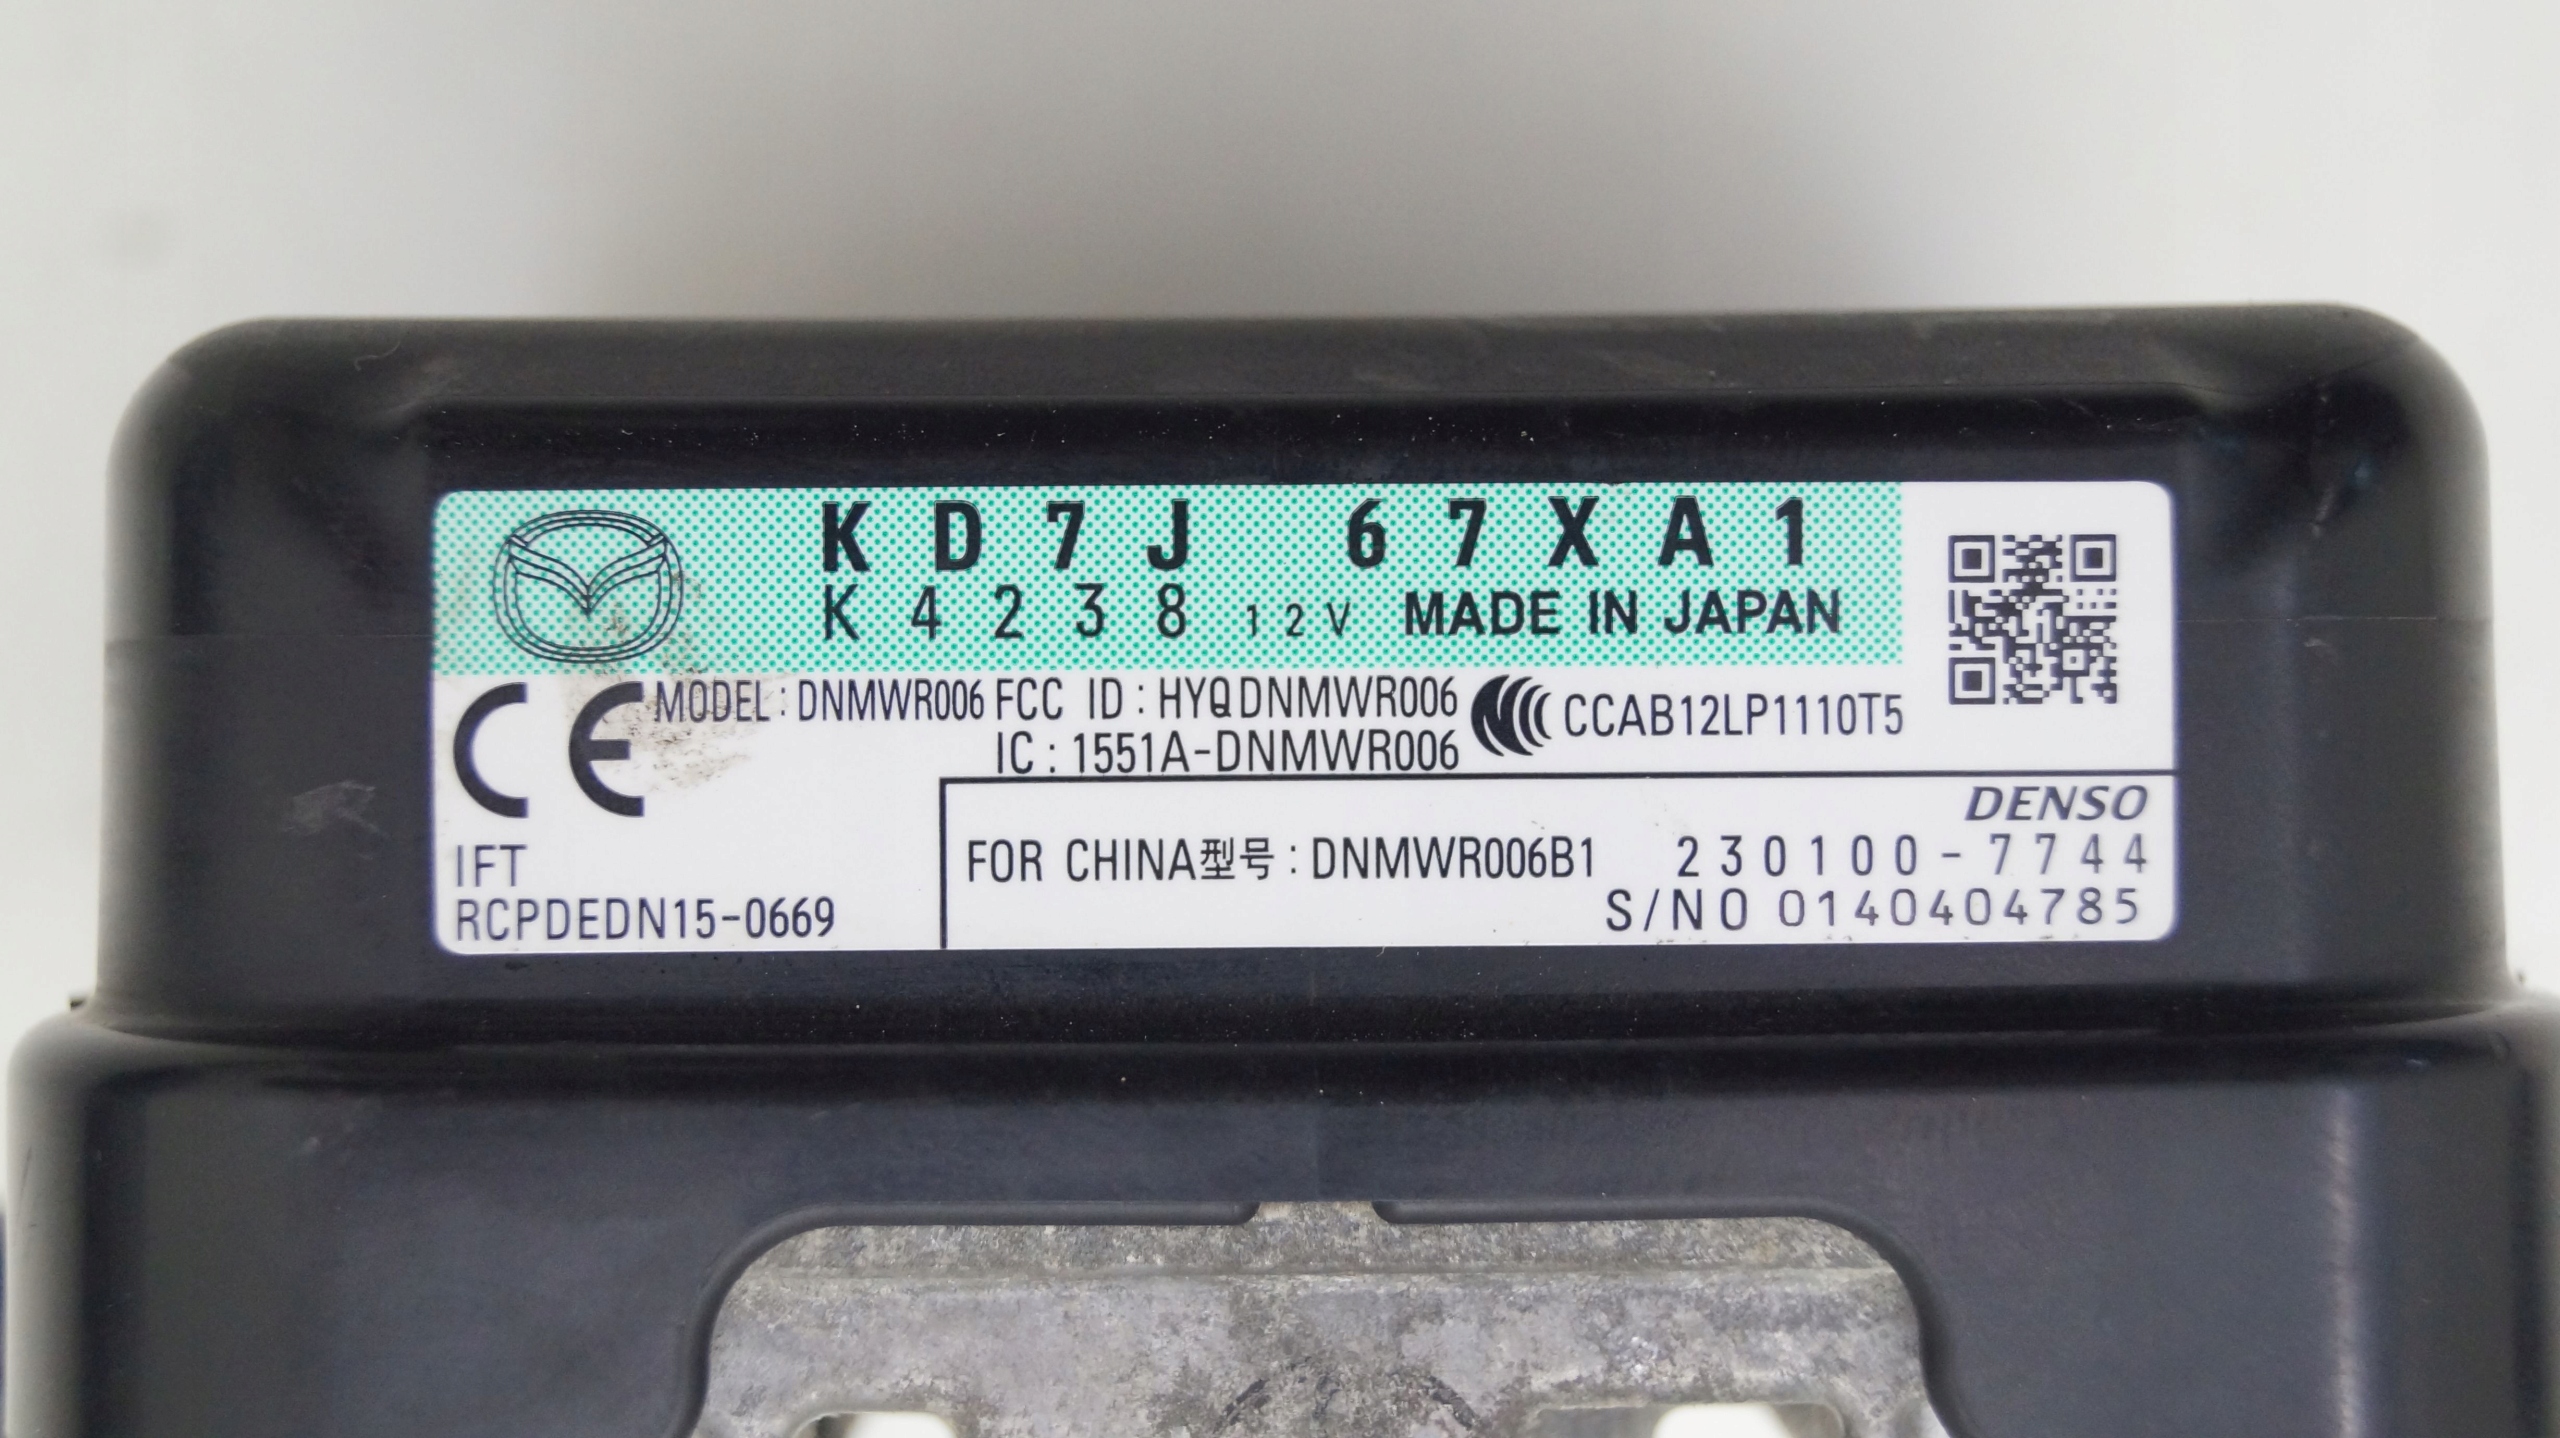 KD7J 67XA1
K4238 12V MADE IN JAPAN
CE MODEL: DNMWR006 FCC ID: HYQDNMWR006
IC: 1551A-DNMWR006
CCAB12LP1110T5
IFT
RCPDEDN15-0669
FOR CHINA型号: DNMWR006B1
DENSO
230100-7744
S/NO 0140404785